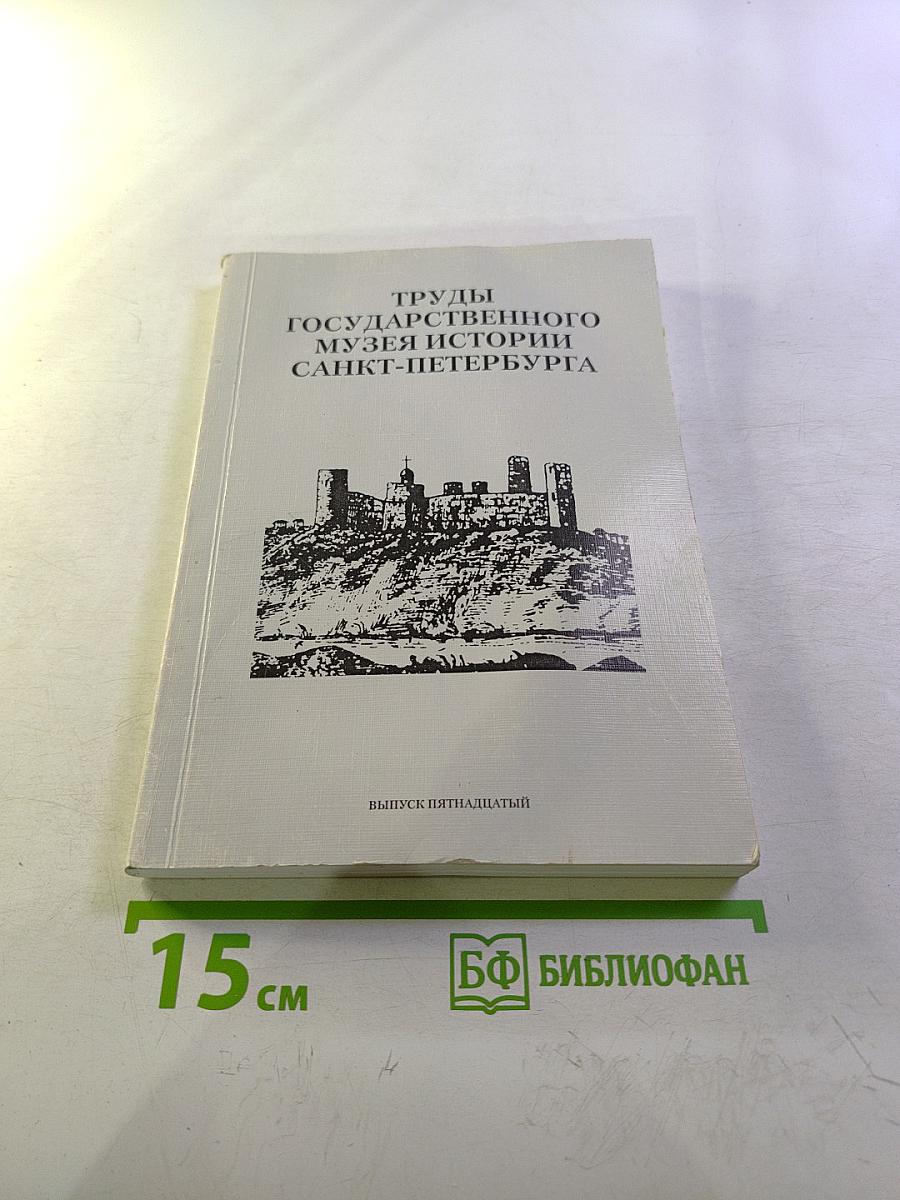 ТРУДЫ
ГОСУДАРСТВЕННОГО
МУЗЕЯ ИСТОРИИ
САНКТ-ПЕТЕРБУРГА
ВЫПУСК ПЯТНАДЦАТЫЙ
15 см
БФ БИБЛИОФАН